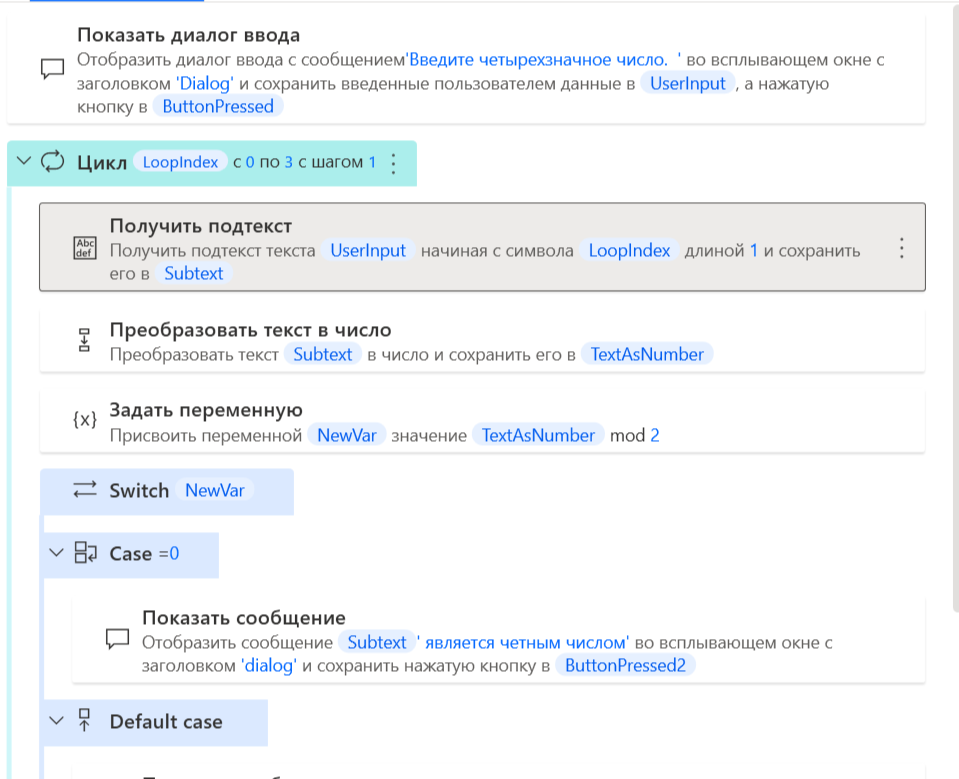 Показать диалог ввода
Отобразить диалог ввода с сообщением'Введите четырехзначное число.  ' во всплывающем окне с
заголовком 'Dialog' и сохранить введенные пользователем данные в UserInput , а нажатую
кнопку в ButtonPressed
Цикл LoopIndex с 0 по 3 с шагом 1
Abc
def
Получить подтекст
Получить подтекст текста UserInput начиная с символа LoopIndex длиной 1 и сохранить
его в Subtext
Преобразовать текст в число
Преобразовать текст Subtext в число и сохранить его в TextAsNumber
{x} Задать переменную
Присвоить переменной NewVar значение TextAsNumber mod 2
Switch NewVar
Case =0
Показать сообщение
Отобразить сообщение Subtext ' является четным числом' во всплывающем окне с
заголовком 'dialog' и сохранить нажатую кнопку в ButtonPressed2
Default case